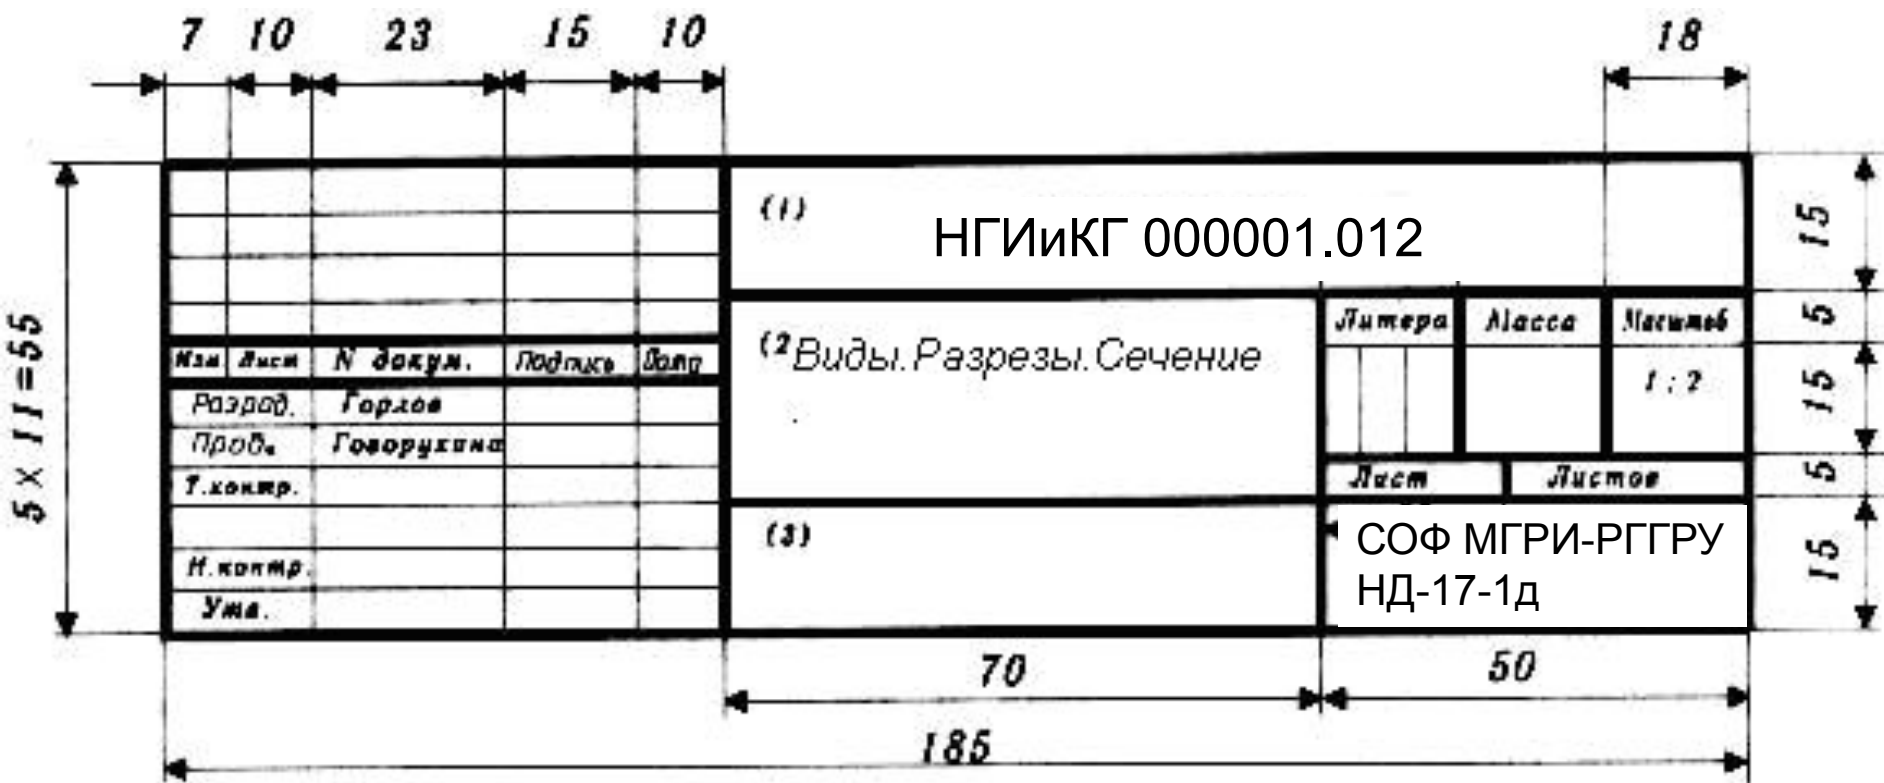 7 10 23 15 10 18
(1)
НГИиКГ 000001.012
15
Литера Масса Масштаб
5
Изм Лист N докум. Подпись Дата
(2 Виды.Разрезы.Сечение
1 : 2
15
Разраб. Горлов
Пров. Говорухина
Т.контр.
Лист Листов
5
(3)
СОФ МГРИ-РГГРУ
НД-17-1д
15
Н.контр.
Утв.
5 × 11 = 55
70 50
185